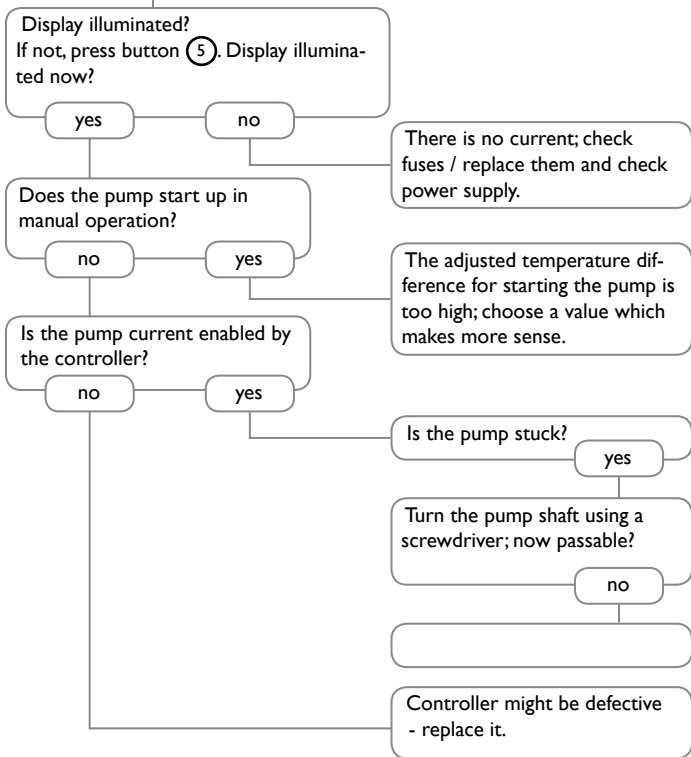 Display illuminated?
If not, press button 5. Display illumina-
ted now?
yes
no
There is no current; check
fuses / replace them and check
power supply.
Does the pump start up in
manual operation?
no
yes
The adjusted temperature dif-
ference for starting the pump is
too high; choose a value which
makes more sense.
Is the pump current enabled by
the controller?
no
yes
Is the pump stuck?
yes
Turn the pump shaft using a
screwdriver; now passable?
no
Controller might be defective
- replace it.